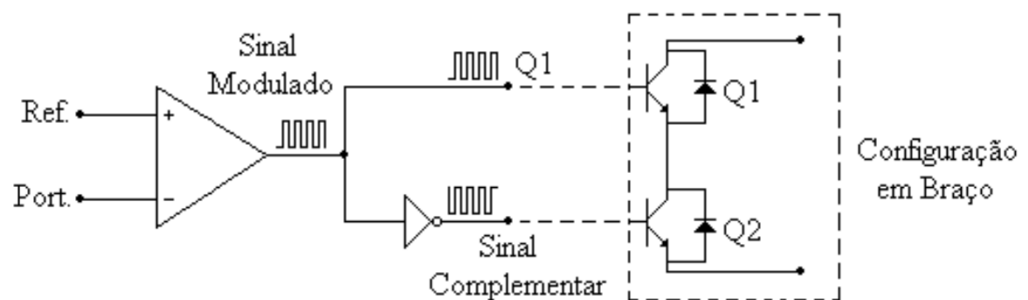 Sinal
Modulado
Q1
Ref.
+
Port.
−
Sinal
Complementar
Q1
Q2
Configuração
em Braço